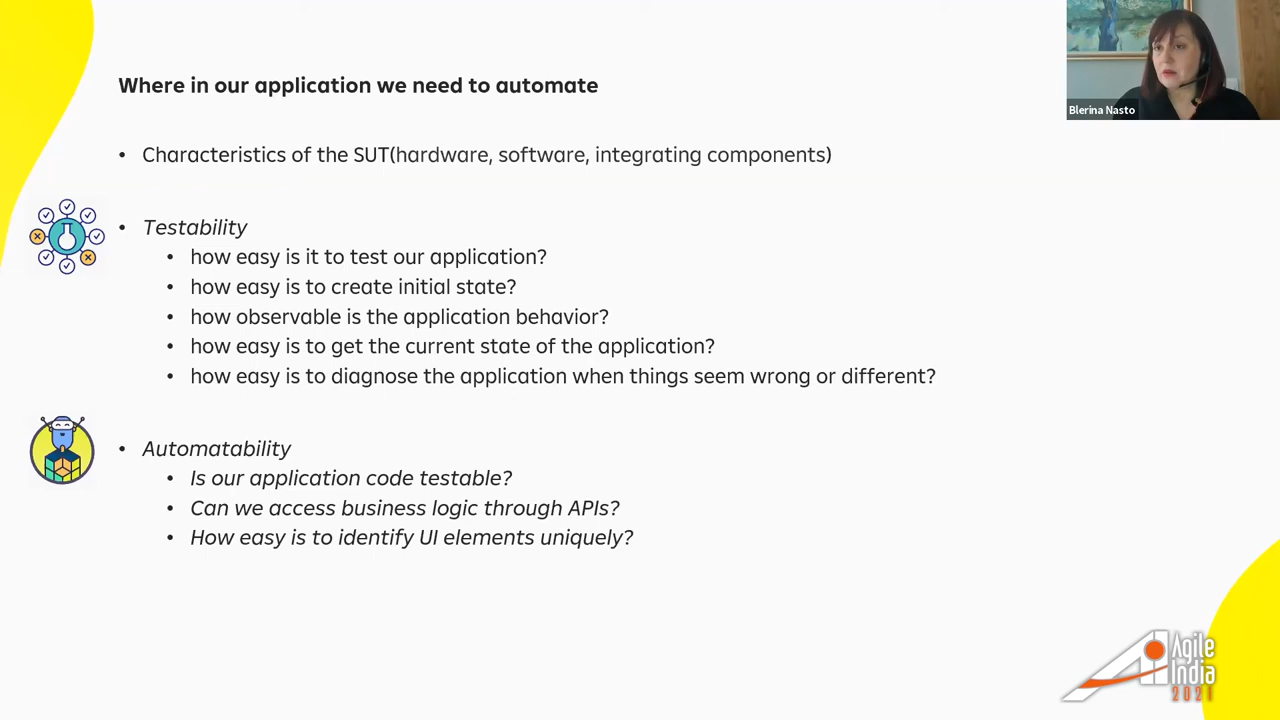 Where in our application we need to automate
• Characteristics of the SUT(hardware, software, integrating components)
• Testability
• how easy is it to test our application?
• how easy is to create initial state?
• how observable is the application behavior?
• how easy is to get the current state of the application?
• how easy is to diagnose the application when things seem wrong or different?
• Automatability
• Is our application code testable?
• Can we access business logic through APIs?
• How easy is to identify UI elements uniquely?
Blerina Nasto
Agile
India
2021